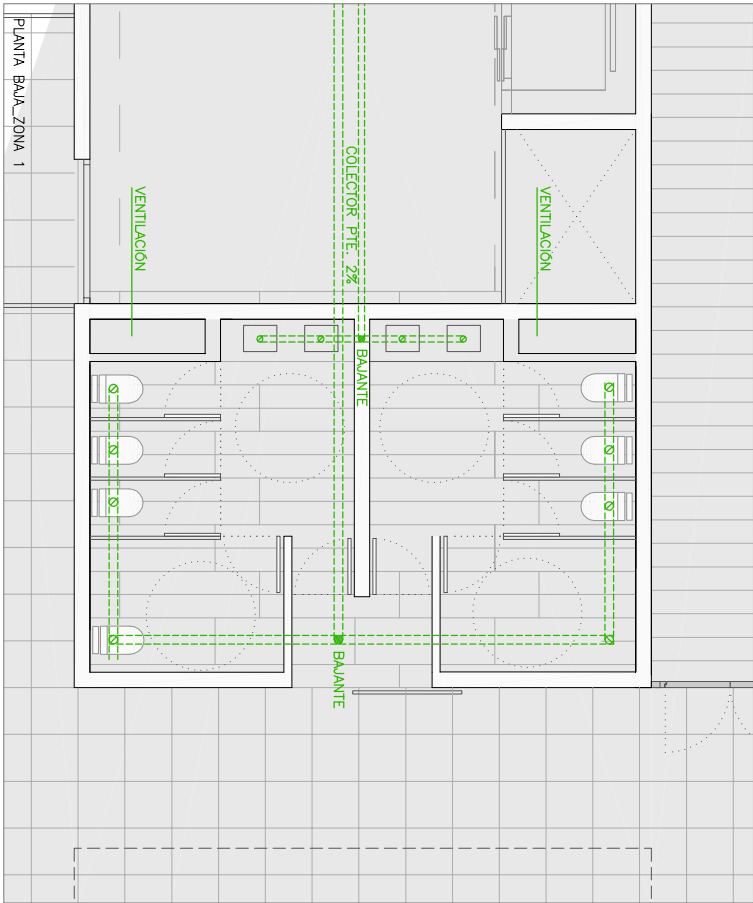 PLANTA BAJA_ZONA 1
VENTILACIÓN
COLECTOR PTE. 2%
VENTILACIÓN
BAJANTE
BAJANTE